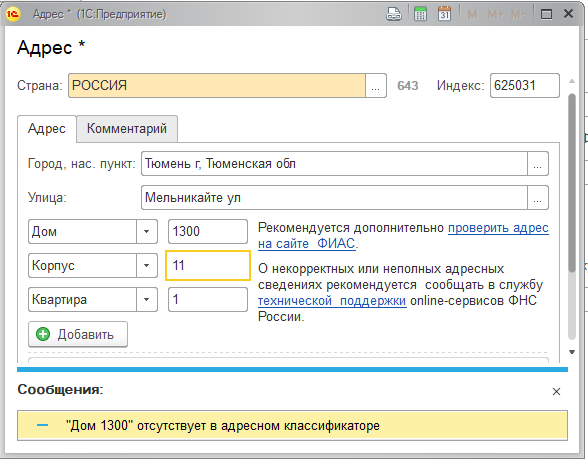 1С Адрес * (1С:Предприятие) 31 M M+ M-
Адрес *
Страна: РОССИЯ ... 643 Индекс: 625031
Адрес Комментарий
Город, нас. пункт: Тюмень г, Тюменская обл ...
Улица: Мельникайте ул ...
Дом 1300
Корпус 11
Квартира 1
Добавить
Рекомендуется дополнительно проверить адрес
на сайте ФИАС.
О некорректных или неполных адресных
сведениях рекомендуется сообщать в службу
технической поддержки online-сервисов ФНС
России.
Сообщения:
"Дом 1300" отсутствует в адресном классификаторе